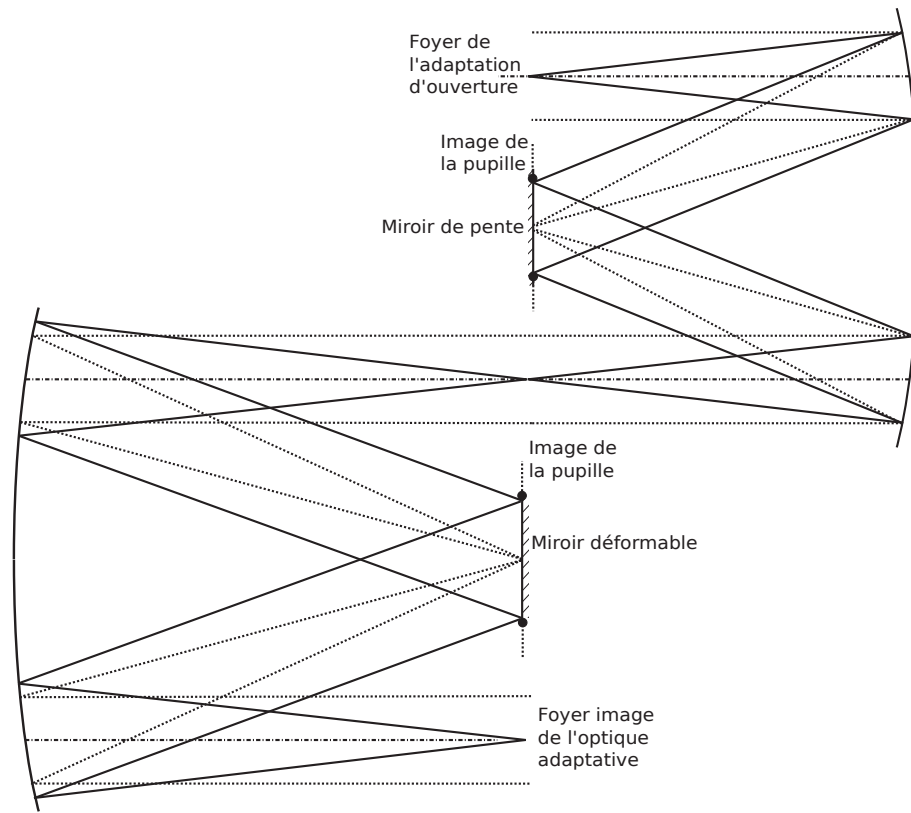 Foyer de
l'adaptation
d'ouverture
Image de
la pupille
Miroir de pente
Image de
la pupille
Miroir déformable
Foyer image
de l'optique
adaptative